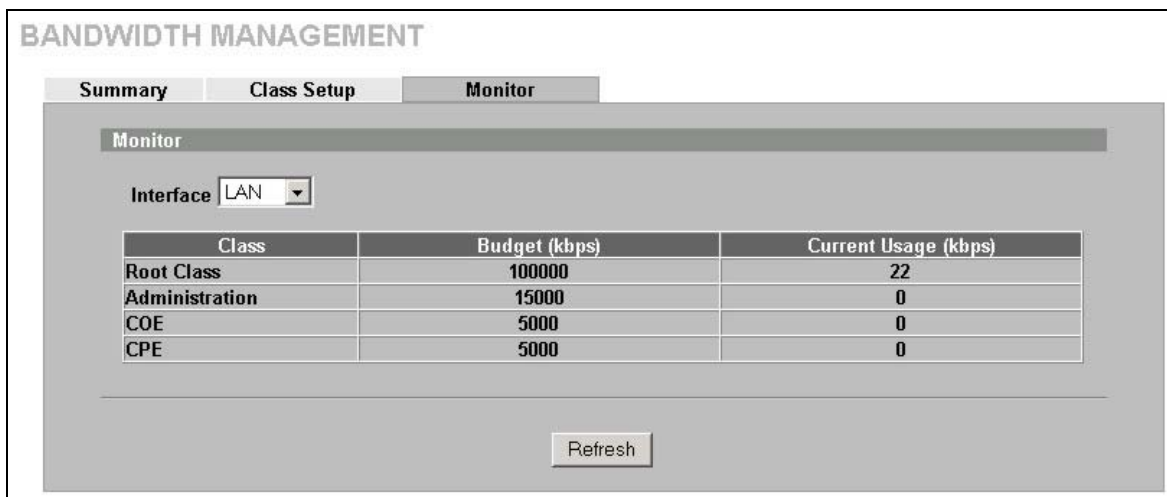 BANDWIDTH MANAGEMENT
Summary Class Setup Monitor
Monitor
Interface LAN
Class Budget (kbps) Current Usage (kbps)
Root Class 100000 22
Administration 15000 0
COE 5000 0
CPE 5000 0
Refresh